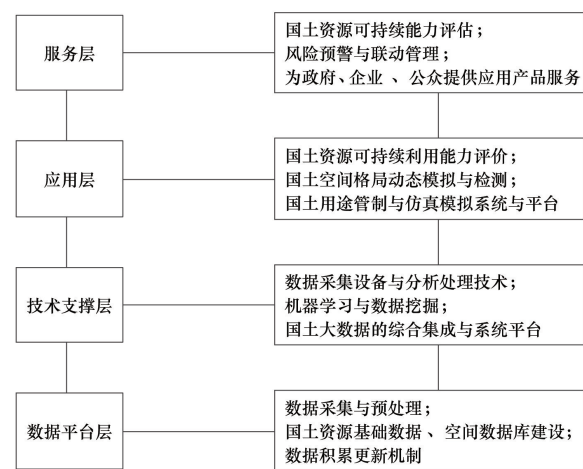 服务层
国土资源可持续能力评估；
风险预警与联动管理；
为政府、企业 、公众提供应用产品服务
应用层
国土资源可持续利用能力评价；
国土空间格局动态模拟与检测；
国土用途管制与仿真模拟系统与平台
技术支撑层
数据采集设备与分析处理技术；
机器学习与数据挖掘；
国土大数据的综合集成与系统平台
数据平台层
数据采集与预处理；
国土资源基础数据 、空间数据库建设；
数据积累更新机制